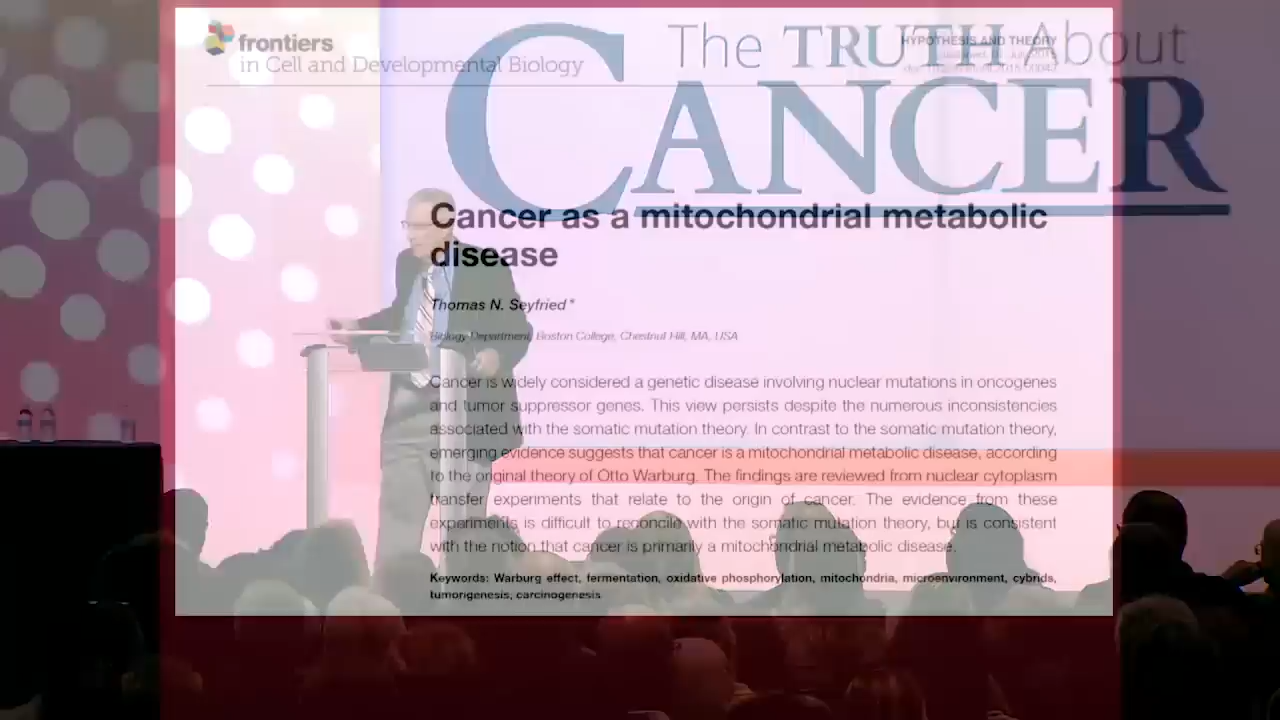 The TRUTH About
CANCER
frontiers
in Cell and Developmental Biology
HYPOTHESIS AND THEORY
Cancer as a mitochondrial metabolic
disease
Thomas N. Seyfried*
Biology Department, Boston College, Chestnut Hill, MA, USA
Cancer is widely considered a genetic disease involving nuclear mutations in oncogenes
and tumor suppressor genes. This view persists despite the numerous inconsistencies
associated with the somatic mutation theory. In contrast to the somatic mutation theory,
emerging evidence suggests that cancer is a mitochondrial metabolic disease, according
to the original theory of Otto Warburg. The findings are reviewed from nuclear cytoplasm
transfer experiments that relate to the origin of cancer. The evidence from these
experiments is difficult to reconcile with the somatic mutation theory, but is consistent
with the notion that cancer is primarily a mitochondrial metabolic disease.
Keywords: Warburg effect, fermentation, oxidative phosphorylation, mitochondria, microenvironment, cybrids,
tumorigenesis, carcinogenesis